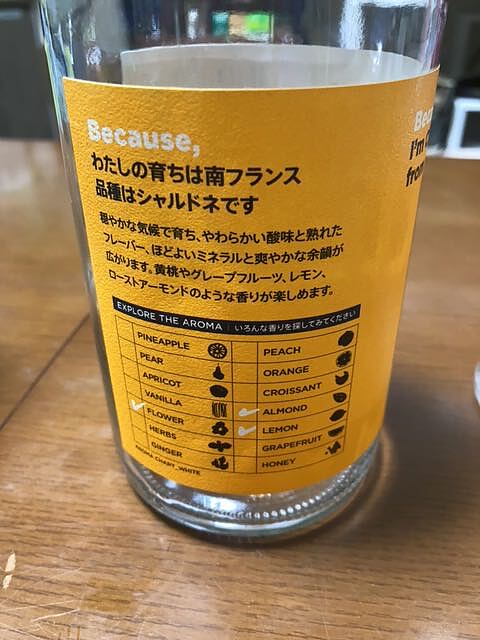 Because,
わたしの育ちは南フランス
品種はシャルドネです
穏やかな気候で育ち、やわらかい酸味と熟れた
フレーバー、ほどよいミネラルと爽やかな余韻が
広がります。黄桃やグレープフルーツ、レモン、
ローストアーモンドのような香りが楽しめます。
EXPLORE THE AROMA | いろんな香りを探してみてください
PINEAPPLE
PEAR
APRICOT
VANILLA
FLOWER
HERBS
GINGER
PEACH
ORANGE
CROISSANT
ALMOND
LEMON
GRAPEFRUIT
HONEY
AROMA_CHART_WHITE
I'm
from